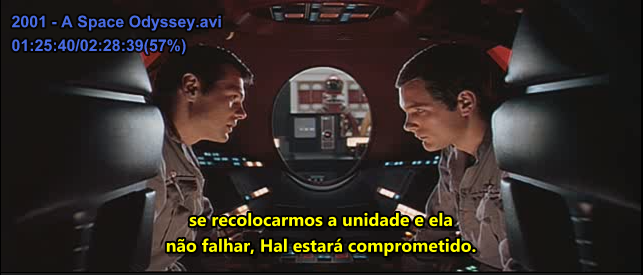 2001 - A Space Odyssey.avi
01:25:40/02:28:39(57%)
se recolocarmos a unidade e ela
não falhar, Hal estará comprometido.